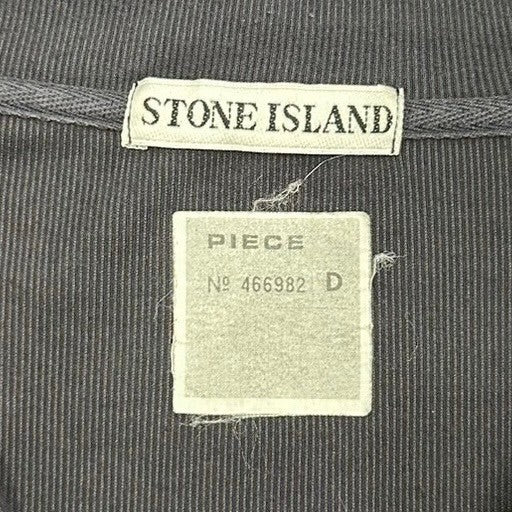 STONE ISLAND
PIECE
Nº 466982 D